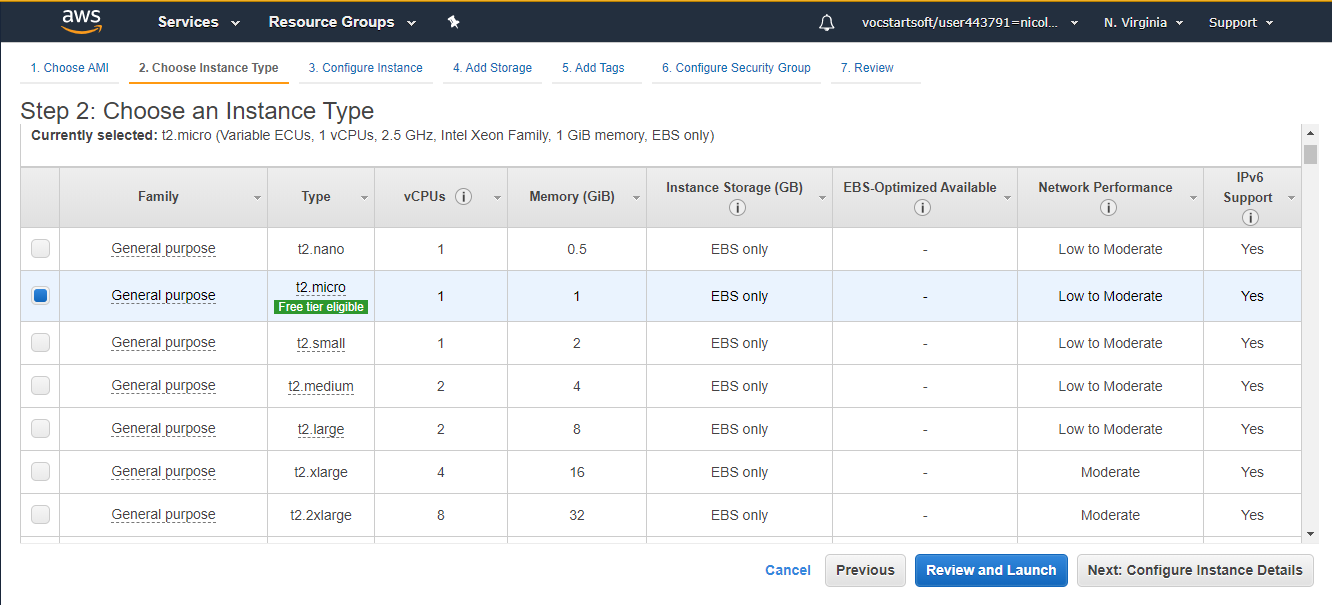 aws Services Resource Groups vocstartsoft/user443791=nicol... N. Virginia Support
1. Choose AMI 2. Choose Instance Type 3. Configure Instance 4. Add Storage 5. Add Tags 6. Configure Security Group 7. Review
Step 2: Choose an Instance Type
Currently selected: t2.micro (Variable ECUs, 1 vCPUs, 2.5 GHz, Intel Xeon Family, 1 GiB memory, EBS only)
Family Type vCPUs Memory (GiB) Instance Storage (GB) EBS-Optimized Available Network Performance IPv6 Support
General purpose t2.nano 1 0.5 EBS only - Low to Moderate Yes
General purpose t2.micro Free tier eligible 1 1 EBS only - Low to Moderate Yes
General purpose t2.small 1 2 EBS only - Low to Moderate Yes
General purpose t2.medium 2 4 EBS only - Low to Moderate Yes
General purpose t2.large 2 8 EBS only - Low to Moderate Yes
General purpose t2.xlarge 4 16 EBS only - Moderate Yes
General purpose t2.2xlarge 8 32 EBS only - Moderate Yes
Cancel Previous Review and Launch Next: Configure Instance Details